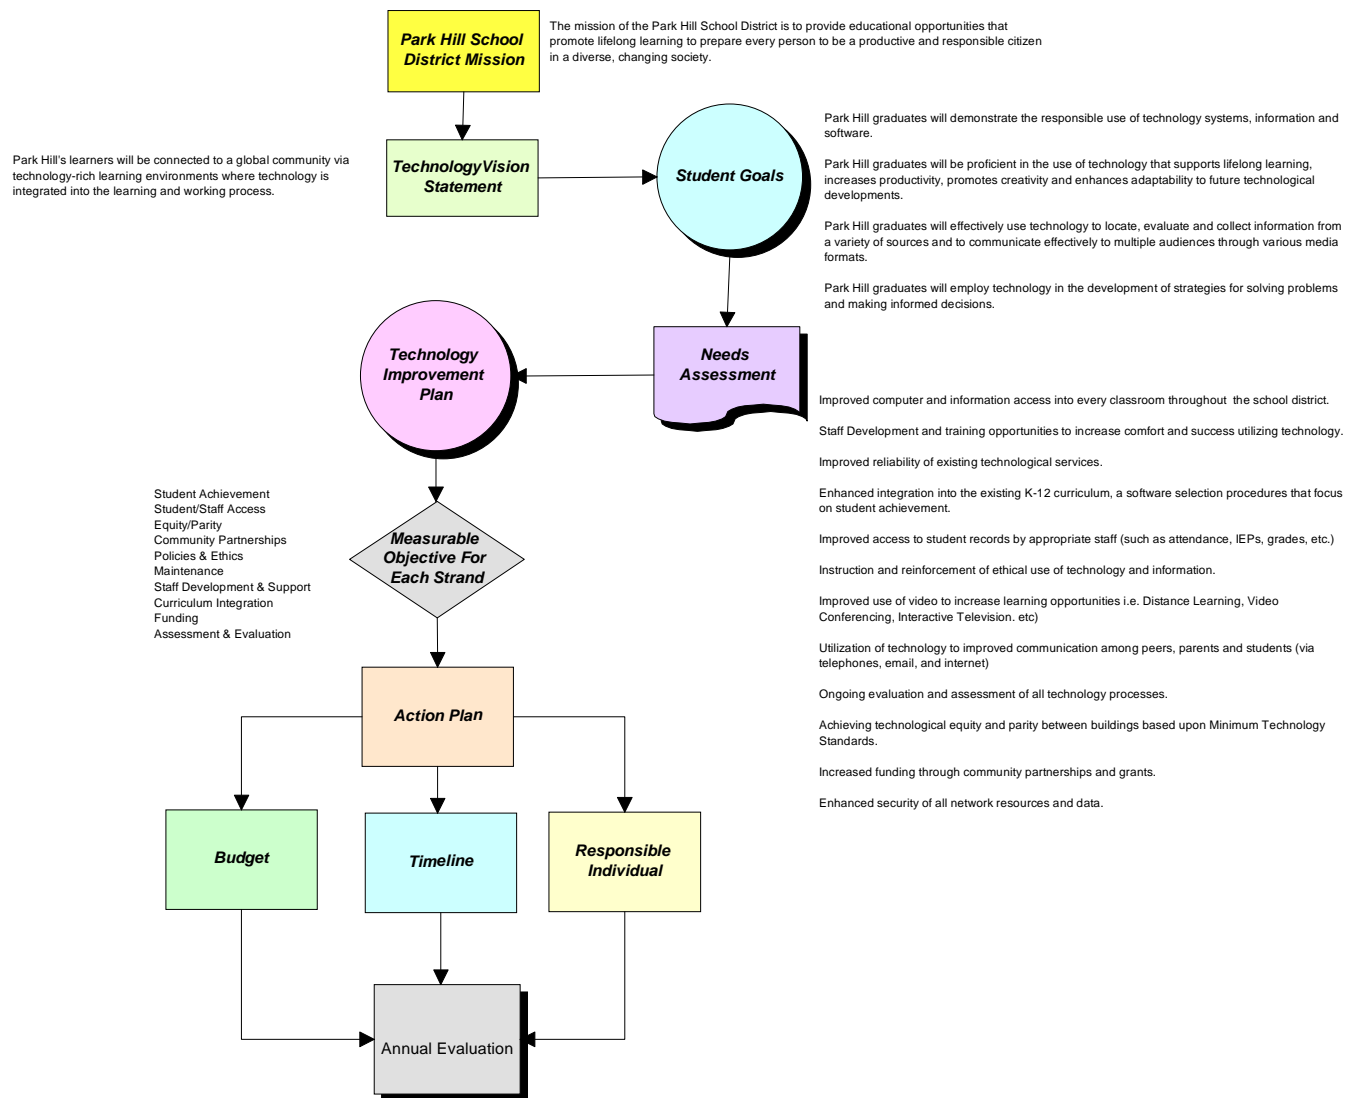 Park Hill School
District Mission
The mission of the Park Hill School District is to provide educational opportunities that
promote lifelong learning to prepare every person to be a productive and responsible citizen
in a diverse, changing society.
Park Hill's learners will be connected to a global community via
technology-rich learning environments where technology is
integrated into the learning and working process.
TechnologyVision
Statement
Student Goals
Park Hill graduates will demonstrate the responsible use of technology systems, information and
software.
Park Hill graduates will be proficient in the use of technology that supports lifelong learning,
increases productivity, promotes creativity and enhances adaptability to future technological
developments.
Park Hill graduates will effectively use technology to locate, evaluate and collect information from
a variety of sources and to communicate effectively to multiple audiences through various media
formats.
Park Hill graduates will employ technology in the development of strategies for solving problems
and making informed decisions.
Technology
Improvement
Plan
Needs
Assessment
Improved computer and information access into every classroom throughout  the school district.
Staff Development and training opportunities to increase comfort and success utilizing technology.
Improved reliability of existing technological services.
Enhanced integration into the existing K-12 curriculum, a software selection procedures that focus
on student achievement.
Improved access to student records by appropriate staff (such as attendance, IEPs, grades, etc.)
Instruction and reinforcement of ethical use of technology and information.
Improved use of video to increase learning opportunities i.e. Distance Learning, Video
Conferencing, Interactive Television. etc)
Utilization of technology to improved communication among peers, parents and students (via
telephones, email, and internet)
Ongoing evaluation and assessment of all technology processes.
Achieving technological equity and parity between buildings based upon Minimum Technology
Standards.
Increased funding through community partnerships and grants.
Enhanced security of all network resources and data.
Student Achievement
Student/Staff Access
Equity/Parity
Community Partnerships
Policies & Ethics
Maintenance
Staff Development & Support
Curriculum Integration
Funding
Assessment & Evaluation
Measurable
Objective For
Each Strand
Action Plan
Budget
Timeline
Responsible
Individual
Annual Evaluation